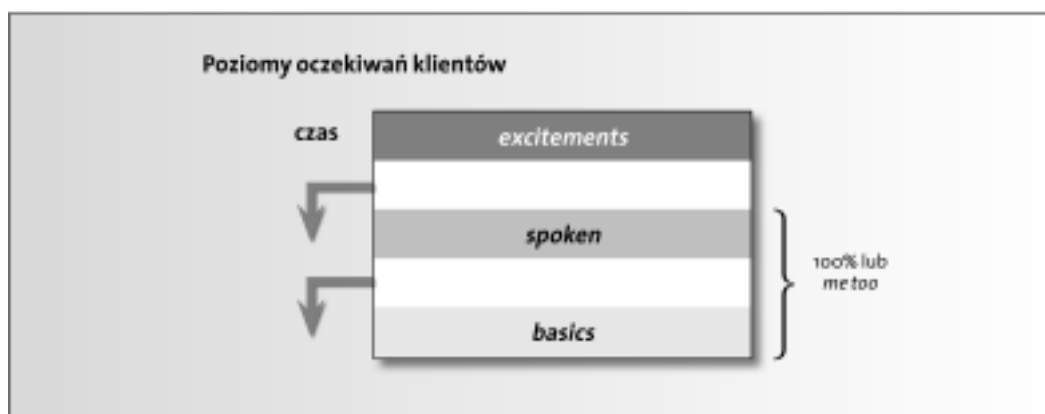 Poziomy oczekiwań klientów
czas
excitements
spoken
100% lub
me too
basics